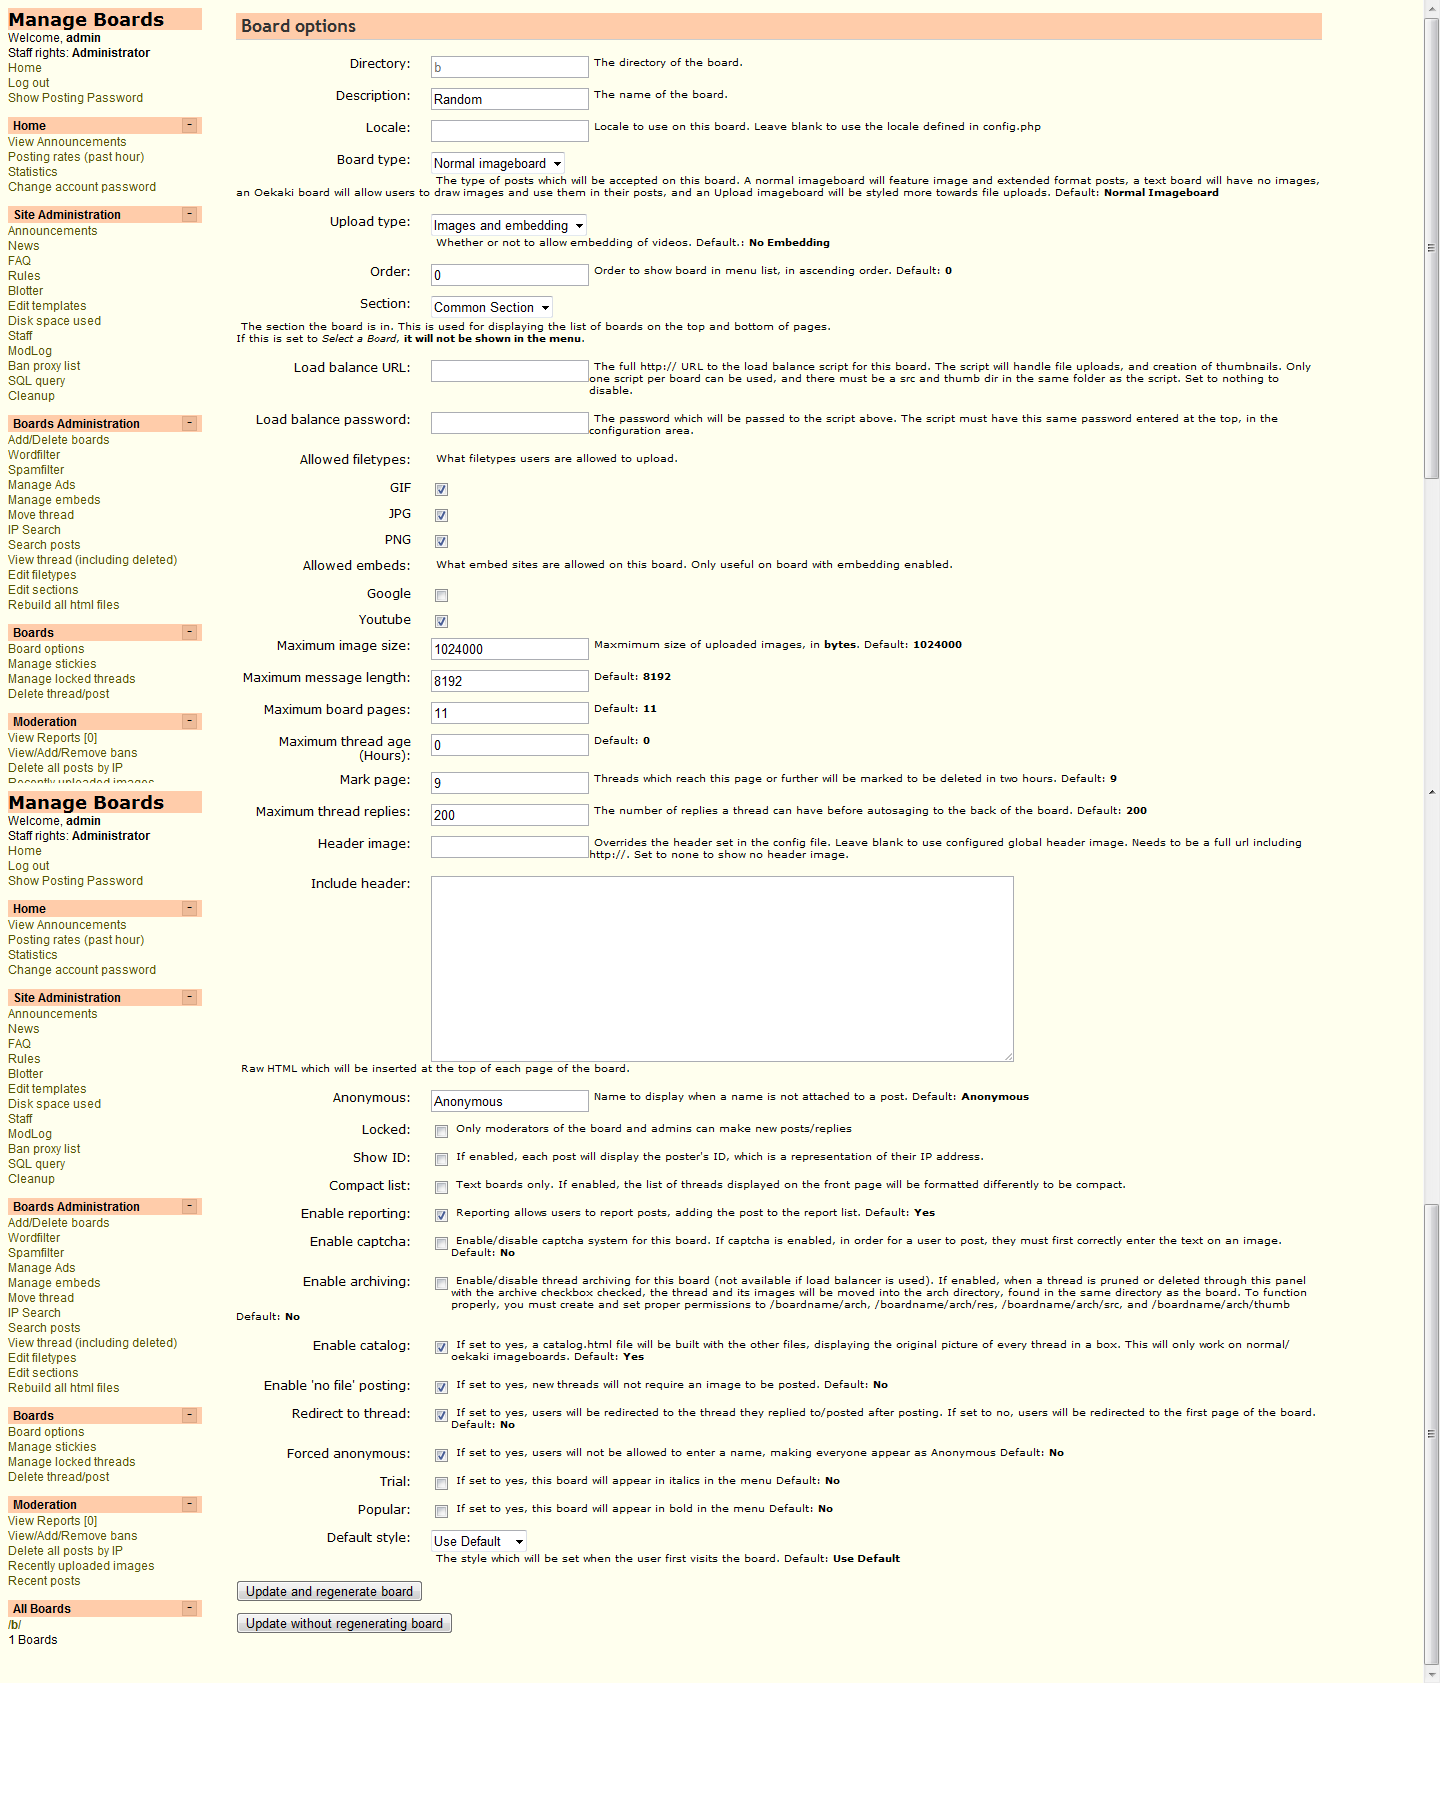 Manage Boards
Welcome, admin
Staff rights: Administrator
Home
Log out
Show Posting Password
Home -
View Announcements
Posting rates (past hour)
Statistics
Change account password
Site Administration -
Announcements
News
FAQ
Rules
Blotter
Edit templates
Disk space used
Staff
ModLog
Ban proxy list
SQL query
Cleanup
Boards Administration -
Add/Delete boards
Wordfilter
Spamfilter
Manage Ads
Manage embeds
Move thread
IP Search
Search posts
View thread (including deleted)
Edit filetypes
Edit sections
Rebuild all html files
Boards -
Board options
Manage stickies
Manage locked threads
Delete thread/post
Moderation -
View Reports [0]
View/Add/Remove bans
Delete all posts by IP
Recently uploaded images
Manage Boards
Welcome, admin
Staff rights: Administrator
Home
Log out
Show Posting Password
Home -
View Announcements
Posting rates (past hour)
Statistics
Change account password
Site Administration -
Announcements
News
FAQ
Rules
Blotter
Edit templates
Disk space used
Staff
ModLog
Ban proxy list
SQL query
Cleanup
Boards Administration -
Add/Delete boards
Wordfilter
Spamfilter
Manage Ads
Manage embeds
Move thread
IP Search
Search posts
View thread (including deleted)
Edit filetypes
Edit sections
Rebuild all html files
Boards -
Board options
Manage stickies
Manage locked threads
Delete thread/post
Moderation -
View Reports [0]
View/Add/Remove bans
Delete all posts by IP
Recently uploaded images
Recent posts
All Boards -
/b/
1 Boards
Board options
Directory: b The directory of the board.
Description: Random The name of the board.
Locale: Locale to use on this board. Leave blank to use the locale defined in config.php
Board type: Normal imageboard
The type of posts which will be accepted on this board. A normal imageboard will feature image and extended format posts, a text board will have no images,
an Oekaki board will allow users to draw images and use them in their posts, and an Upload imageboard will be styled more towards file uploads. Default: Normal Imageboard
Upload type: Images and embedding
Whether or not to allow embedding of videos. Default.: No Embedding
Order: 0 Order to show board in menu list, in ascending order. Default: 0
Section: Common Section
The section the board is in. This is used for displaying the list of boards on the top and bottom of pages.
If this is set to Select a Board, it will not be shown in the menu.
Load balance URL: The full http:// URL to the load balance script for this board. The script will handle file uploads, and creation of thumbnails. Only
one script per board can be used, and there must be a src and thumb dir in the same folder as the script. Set to nothing to
disable.
Load balance password: The password which will be passed to the script above. The script must have this same password entered at the top, in the
configuration area.
Allowed filetypes: What filetypes users are allowed to upload.
GIF
JPG
PNG
Allowed embeds: What embed sites are allowed on this board. Only useful on board with embedding enabled.
Google
Youtube
Maximum image size: 1024000 Maxmimum size of uploaded images, in bytes. Default: 1024000
Maximum message length: 8192 Default: 8192
Maximum board pages: 11 Default: 11
Maximum thread age
(Hours): 0 Default: 0
Mark page: 9 Threads which reach this page or further will be marked to be deleted in two hours. Default: 9
Maximum thread replies: 200 The number of replies a thread can have before autosaging to the back of the board. Default: 200
Header image: Overrides the header set in the config file. Leave blank to use configured global header image. Needs to be a full url including
http://. Set to none to show no header image.
Include header:
Raw HTML which will be inserted at the top of each page of the board.
Anonymous: Anonymous Name to display when a name is not attached to a post. Default: Anonymous
Locked: Only moderators of the board and admins can make new posts/replies
Show ID: If enabled, each post will display the poster's ID, which is a representation of their IP address.
Compact list: Text boards only. If enabled, the list of threads displayed on the front page will be formatted differently to be compact.
Enable reporting: Reporting allows users to report posts, adding the post to the report list. Default: Yes
Enable captcha: Enable/disable captcha system for this board. If captcha is enabled, in order for a user to post, they must first correctly enter the text on an image.
Default: No
Enable archiving: Enable/disable thread archiving for this board (not available if load balancer is used). If enabled, when a thread is pruned or deleted through this panel
with the archive checkbox checked, the thread and its images will be moved into the arch directory, found in the same directory as the board. To function
properly, you must create and set proper permissions to /boardname/arch, /boardname/arch/res, /boardname/arch/src, and /boardname/arch/thumb
Default: No
Enable catalog: If set to yes, a catalog.html file will be built with the other files, displaying the original picture of every thread in a box. This will only work on normal/
oekaki imageboards. Default: Yes
Enable 'no file' posting: If set to yes, new threads will not require an image to be posted. Default: No
Redirect to thread: If set to yes, users will be redirected to the thread they replied to/posted after posting. If set to no, users will be redirected to the first page of the board.
Default: No
Forced anonymous: If set to yes, users will not be allowed to enter a name, making everyone appear as Anonymous Default: No
Trial: If set to yes, this board will appear in italics in the menu Default: No
Popular: If set to yes, this board will appear in bold in the menu Default: No
Default style: Use Default
The style which will be set when the user first visits the board. Default: Use Default
Update and regenerate board
Update without regenerating board